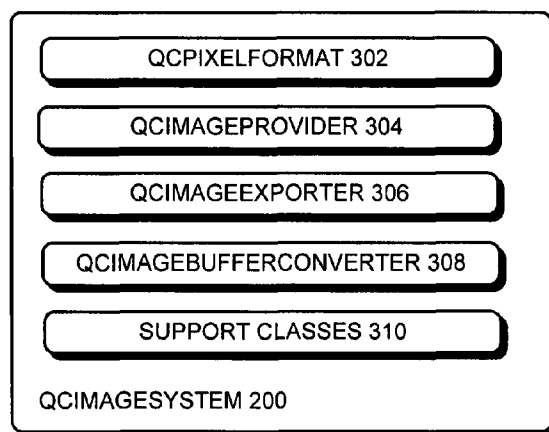 QCPIXELFORMAT 302
QCIMAGEPROVIDER 304
QCIMAGEEXPORTER 306
QCIMAGEBUFFERCONVERTER 308
SUPPORT CLASSES 310
QCIMAGESYSTEM 200